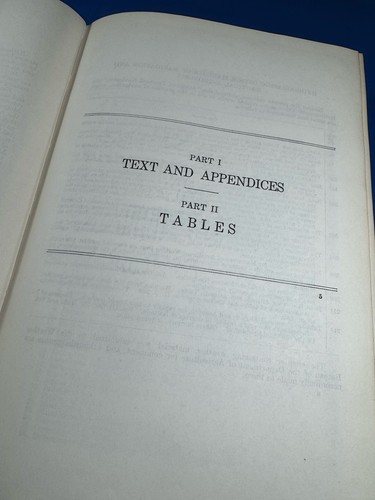 PART I
TEXT AND APPENDICES
PART II
TABLES
5